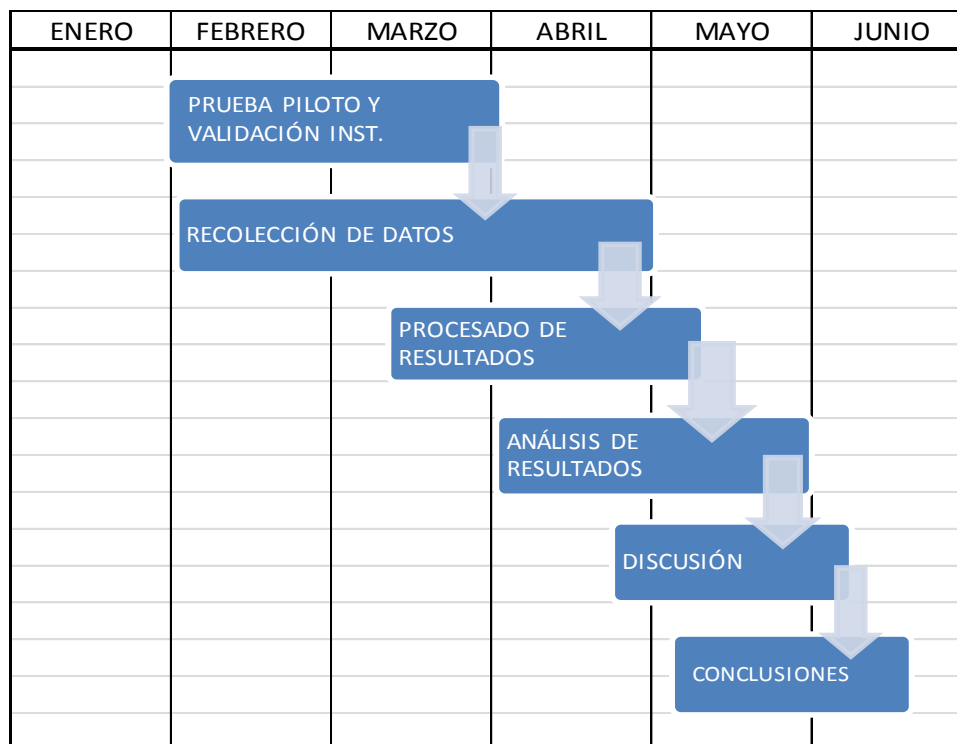 ENERO FEBRERO MARZO ABRIL MAYO JUNIO
PRUEBA PILOTO Y
VALIDACIÓN INST.
RECOLECCIÓN DE DATOS
PROCESADO DE
RESULTADOS
ANÁLISIS DE
RESULTADOS
DISCUSIÓN
CONCLUSIONES